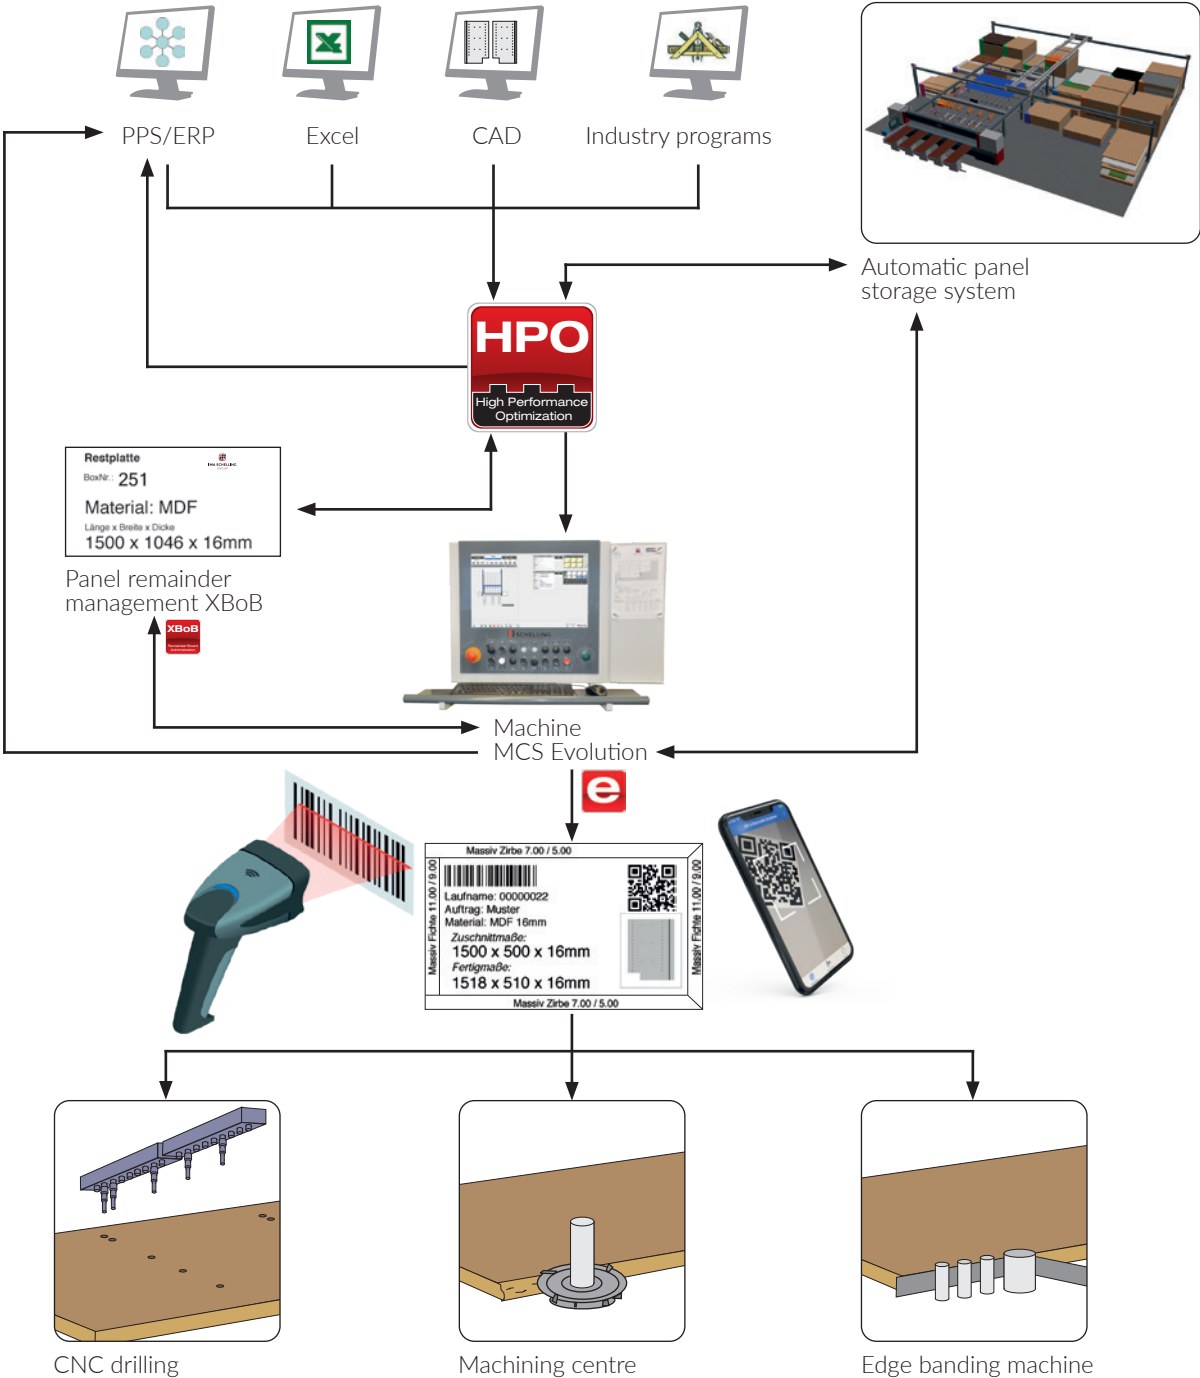 PPS/ERP
Excel
CAD
Industry programs
Automatic panel
storage system
HPO
High Performance
Optimization
Restplatte
IMA SCHELLING
GROUP
BoxNr.: 251
Material: MDF
Länge x Breite x Dicke
1500 x 1046 x 16mm
Panel remainder
management XBoB
XBoB
SCHELLING
Machine
MCS Evolution
e
Massiv Zirbe 7.00 / 5.00
Massiv Fichte 11.00 / 9.00
Laufname: 00000022
Auftrag: Muster
Material: MDF 16mm
Zuschnittmaße:
1500 x 500 x 16mm
Fertigmaße:
1518 x 510 x 16mm
Massiv Fichte 11.00 / 9.00
Massiv Zirbe 7.00 / 5.00
CNC drilling
Machining centre
Edge banding machine